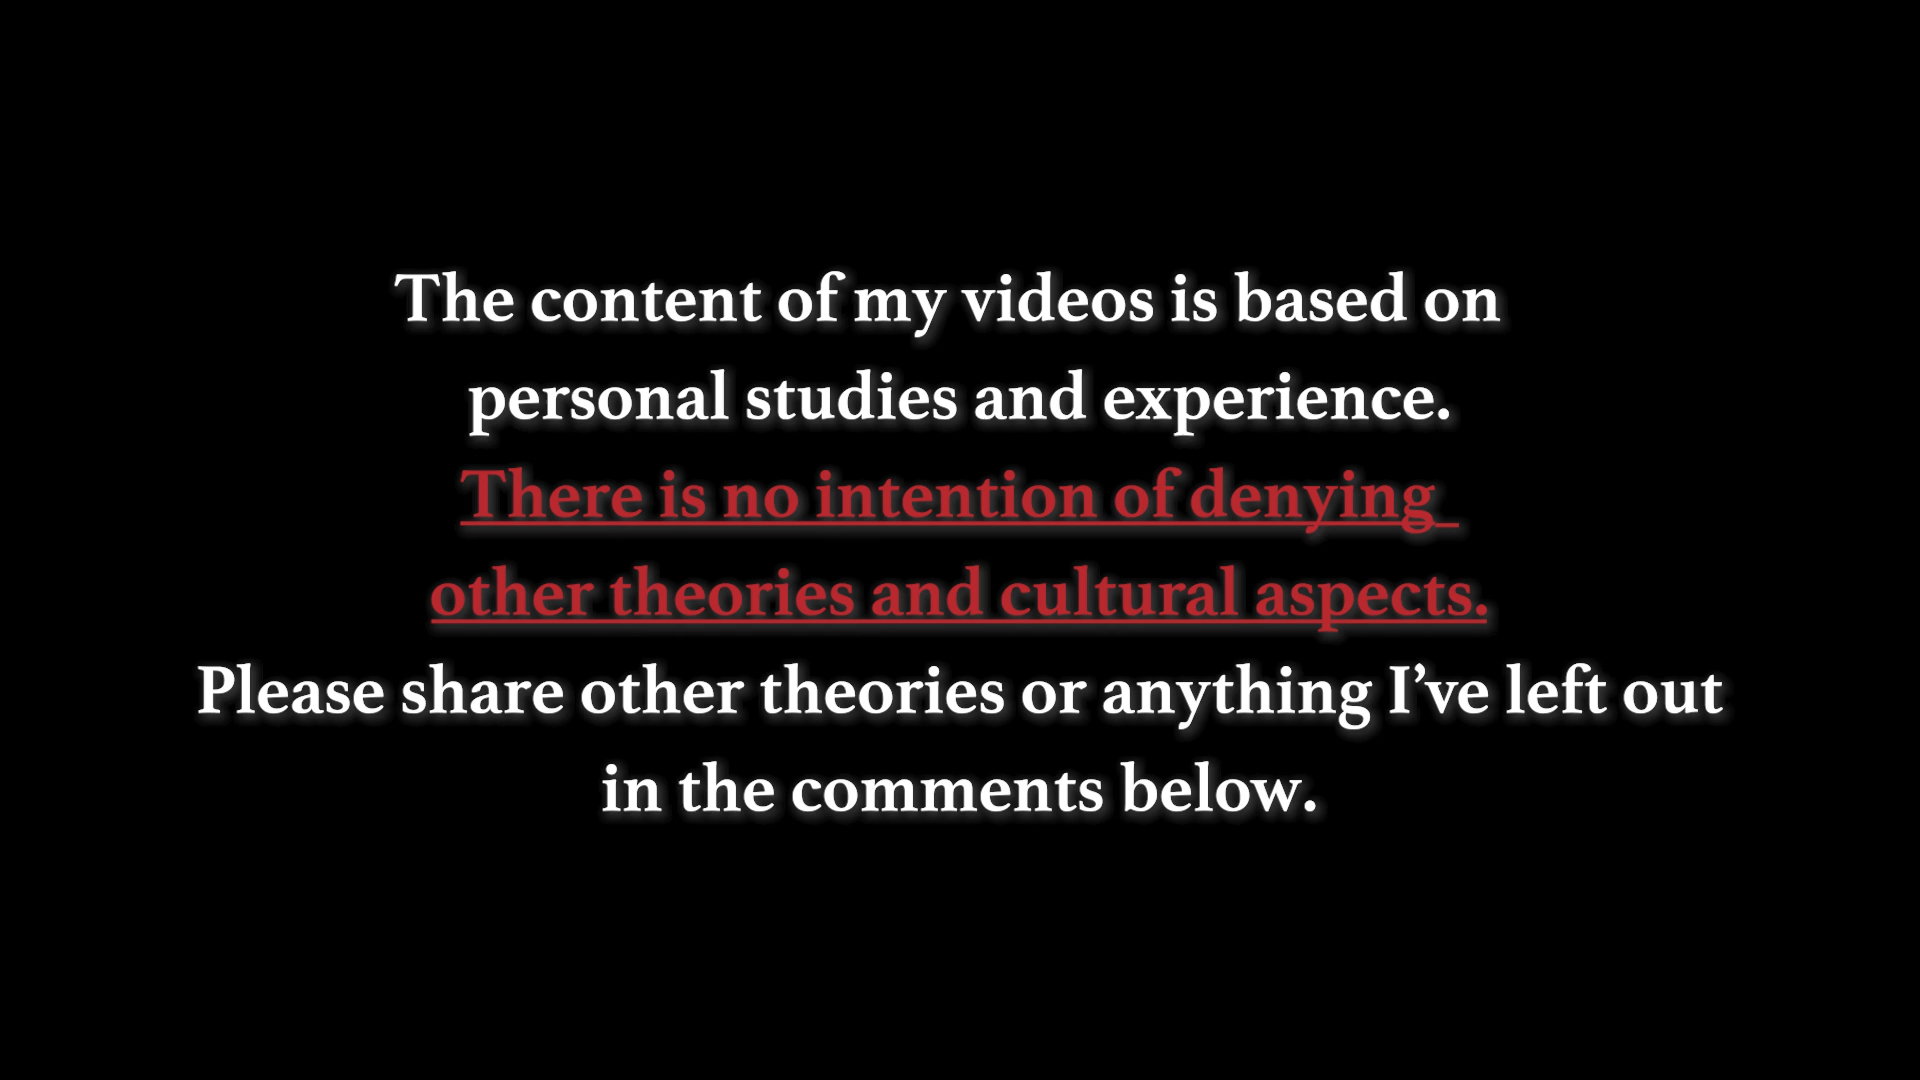 The content of my videos is based on
personal studies and experience.
There is no intention of denying
other theories and cultural aspects.
Please share other theories or anything I’ve left out
in the comments below.